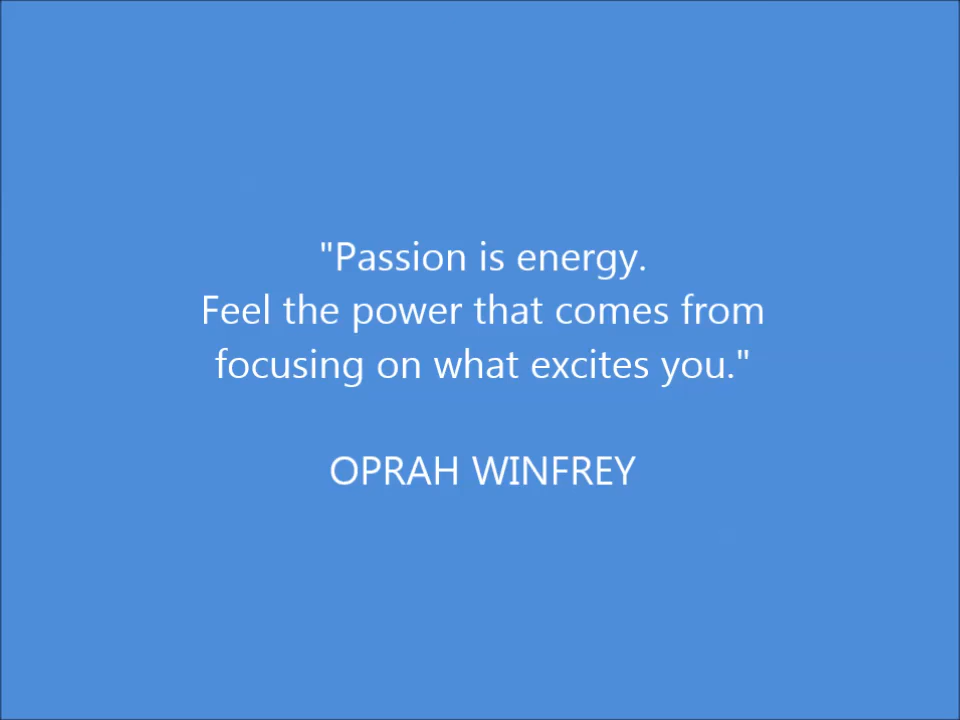 "Passion is energy.
Feel the power that comes from
focusing on what excites you."
OPRAH WINFREY